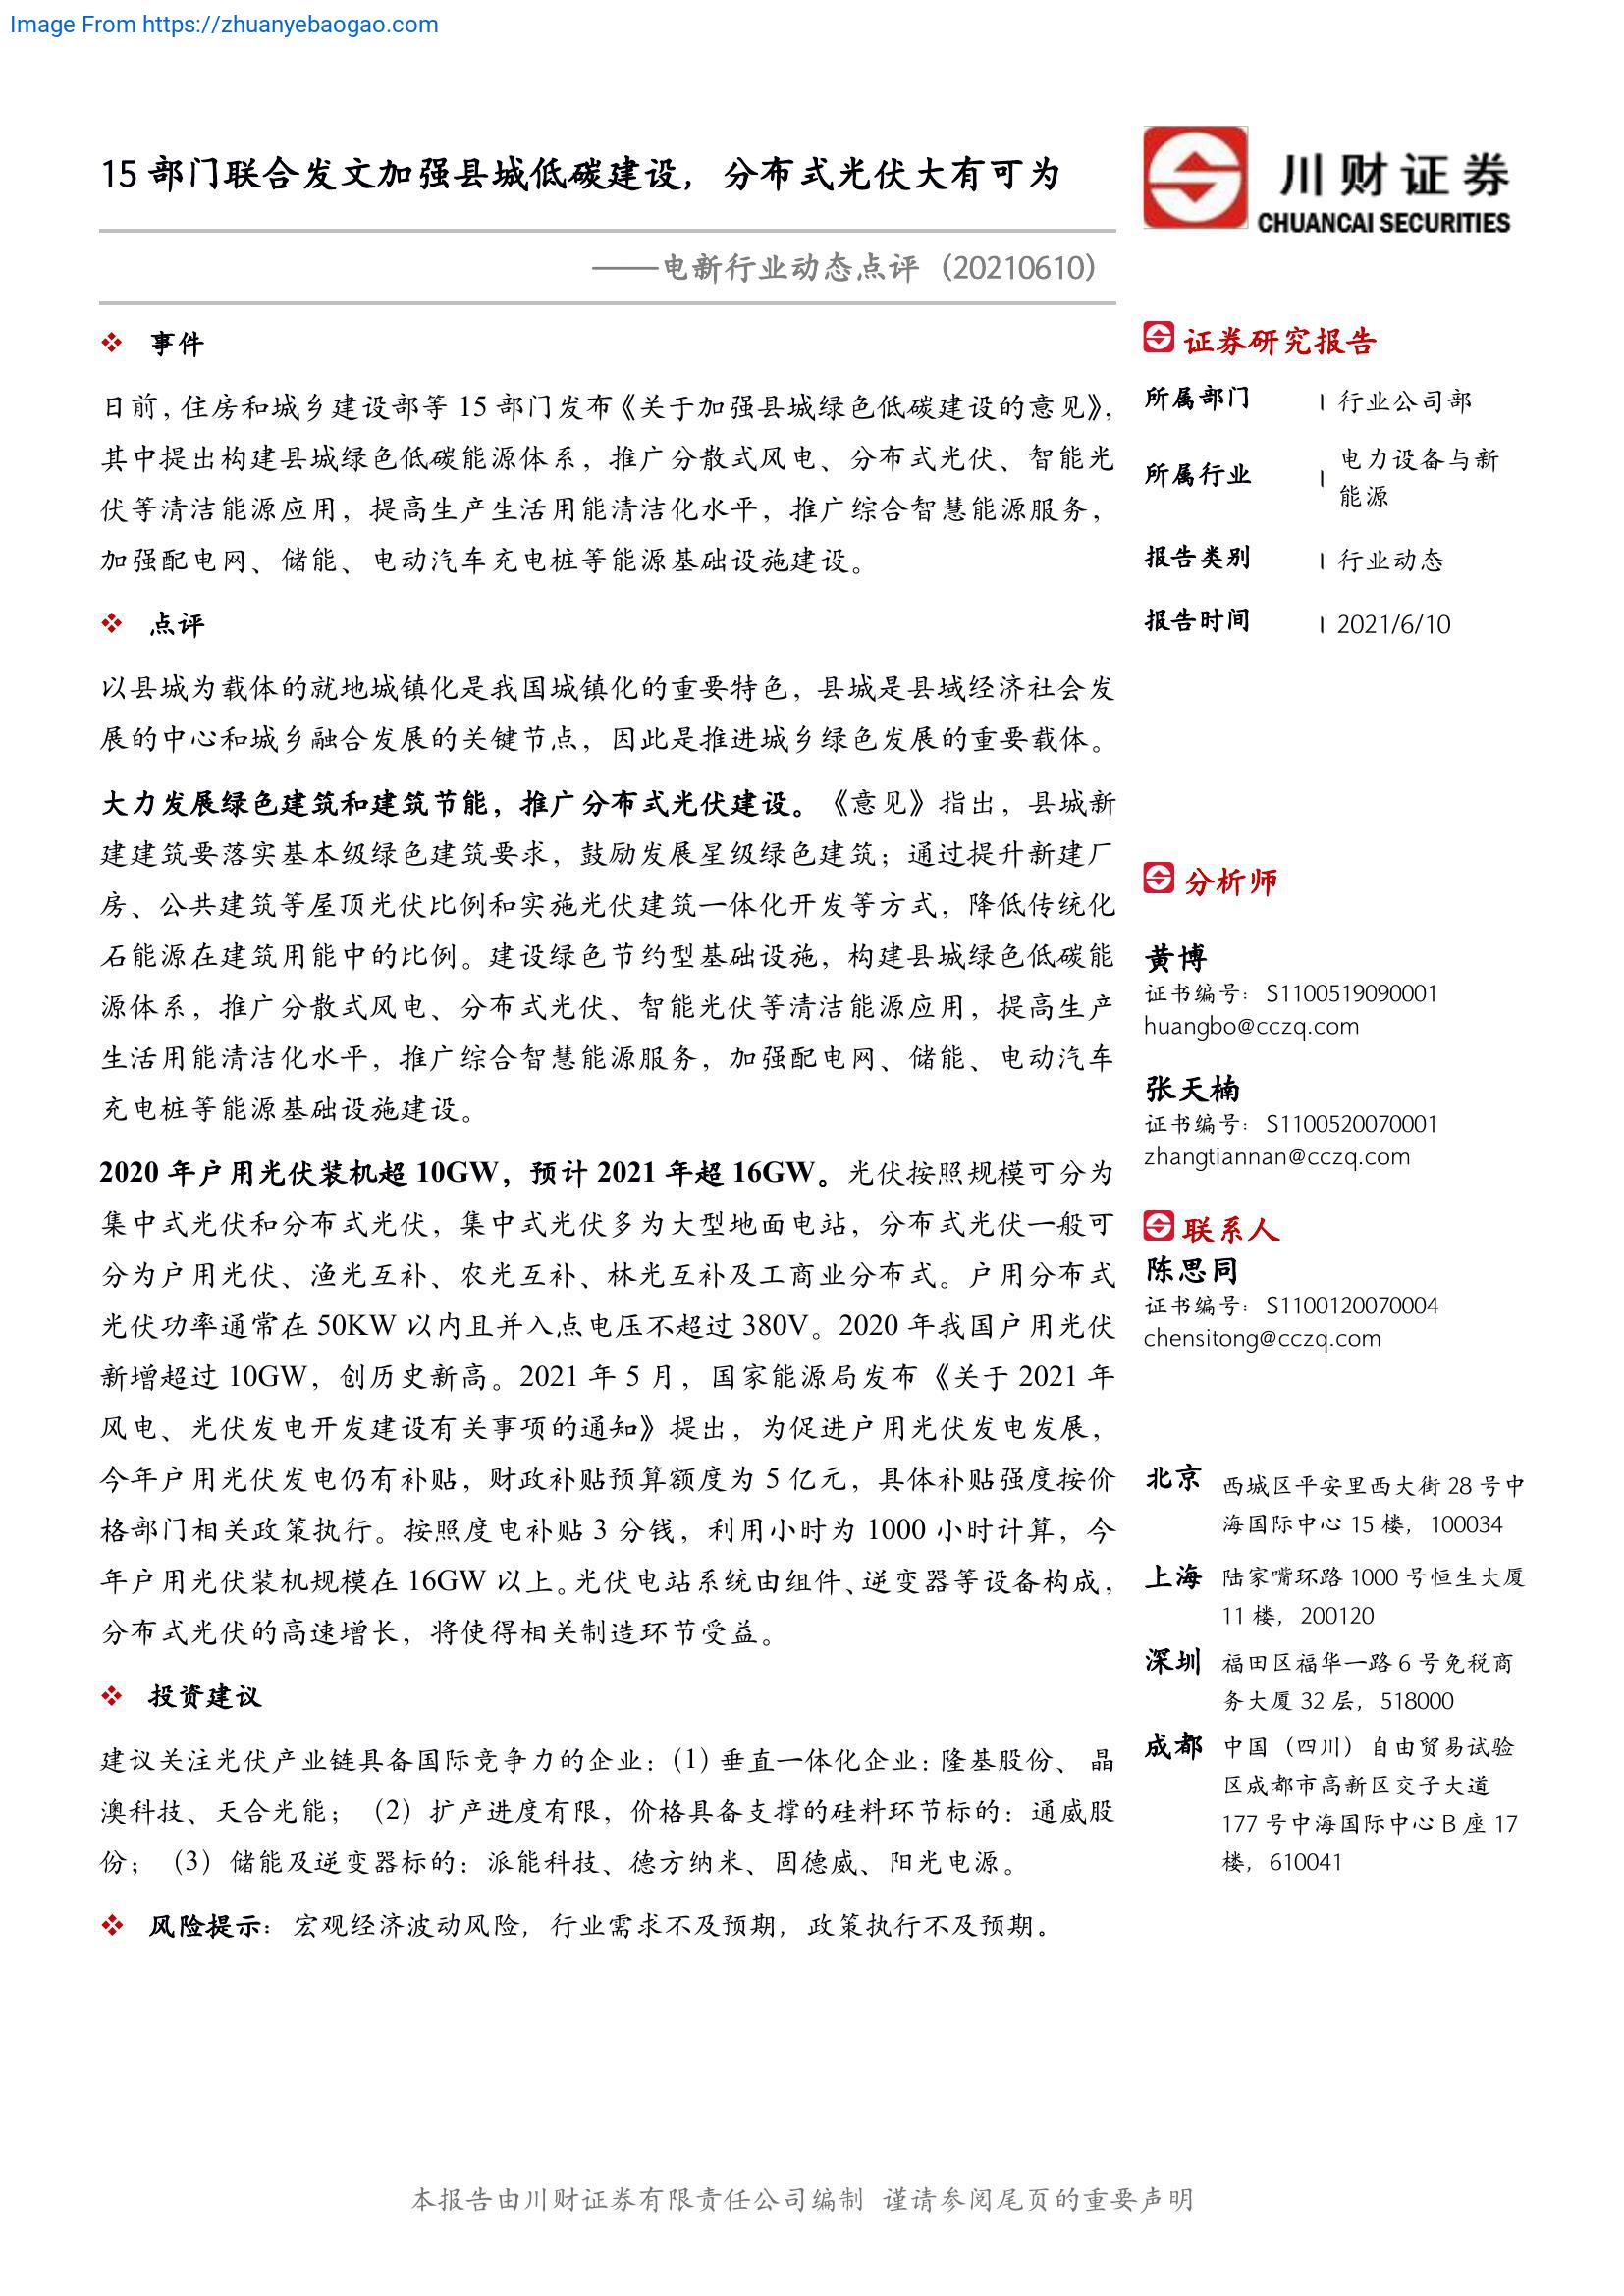 Image From https://zhuanyebaogao.com
15 部门联合发文加强县城低碳建设，分布式光伏大有可为
——电新行业动态点评（20210610）
川财证券
CHUANCAI SECURITIES
事件
日前，住房和城乡建设部等 15 部门发布《关于加强县城绿色低碳建设的意见》，
其中提出构建县城绿色低碳能源体系，推广分散式风电、分布式光伏、智能光
伏等清洁能源应用，提高生产生活用能清洁化水平，推广综合智慧能源服务，
加强配电网、储能、电动汽车充电桩等能源基础设施建设。
点评
以县城为载体的就地城镇化是我国城镇化的重要特色，县城是县域经济社会发
展的中心和城乡融合发展的关键节点，因此是推进城乡绿色发展的重要载体。
大力发展绿色建筑和建筑节能，推广分布式光伏建设。《意见》指出，县城新
建建筑要落实基本级绿色建筑要求，鼓励发展星级绿色建筑；通过提升新建厂
房、公共建筑等屋顶光伏比例和实施光伏建筑一体化开发等方式，降低传统化
石能源在建筑用能中的比例。建设绿色节约型基础设施，构建县城绿色低碳能
源体系，推广分散式风电、分布式光伏、智能光伏等清洁能源应用，提高生产
生活用能清洁化水平，推广综合智慧能源服务，加强配电网、储能、电动汽车
充电桩等能源基础设施建设。
2020 年户用光伏装机超 10GW，预计 2021 年超 16GW。光伏按照规模可分为
集中式光伏和分布式光伏，集中式光伏多为大型地面电站，分布式光伏一般可
分为户用光伏、渔光互补、农光互补、林光互补及工商业分布式。户用分布式
光伏功率通常在 50KW 以内且并入点电压不超过 380V。2020 年我国户用光伏
新增超过 10GW，创历史新高。2021 年 5 月，国家能源局发布《关于 2021 年
风电、光伏发电开发建设有关事项的通知》提出，为促进户用光伏发电发展，
今年户用光伏发电仍有补贴，财政补贴预算额度为 5 亿元，具体补贴强度按价
格部门相关政策执行。按照度电补贴 3 分钱，利用小时为 1000 小时计算，今
年户用光伏装机规模在 16GW 以上。光伏电站系统由组件、逆变器等设备构成，
分布式光伏的高速增长，将使得相关制造环节受益。
投资建议
建议关注光伏产业链具备国际竞争力的企业：（1）垂直一体化企业：隆基股份、 晶
澳科技、天合光能；（2）扩产进度有限，价格具备支撑的硅料环节标的：通威股
份；（3）储能及逆变器标的：派能科技、德方纳米、固德威、阳光电源。
风险提示：宏观经济波动风险，行业需求不及预期，政策执行不及预期。
证券研究报告
所属部门 | 行业公司部
所属行业 | 电力设备与新
能源
报告类别 | 行业动态
报告时间 | 2021/6/10
分析师
黄博
证书编号：S1100519090001
huangbo@cczq.com
张天楠
证书编号：S1100520070001
zhangtiannan@cczq.com
联系人
陈思同
证书编号：S1100120070004
chensitong@cczq.com
北京 西城区平安里西大街 28 号中
海国际中心 15 楼，100034
上海 陆家嘴环路 1000 号恒生大厦
11 楼，200120
深圳 福田区福华一路 6 号免税商
务大厦 32 层，518000
成都 中国（四川）自由贸易试验
区成都市高新区交子大道
177 号中海国际中心 B 座 17
楼，610041
本报告由川财证券有限责任公司编制 谨请参阅尾页的重要声明